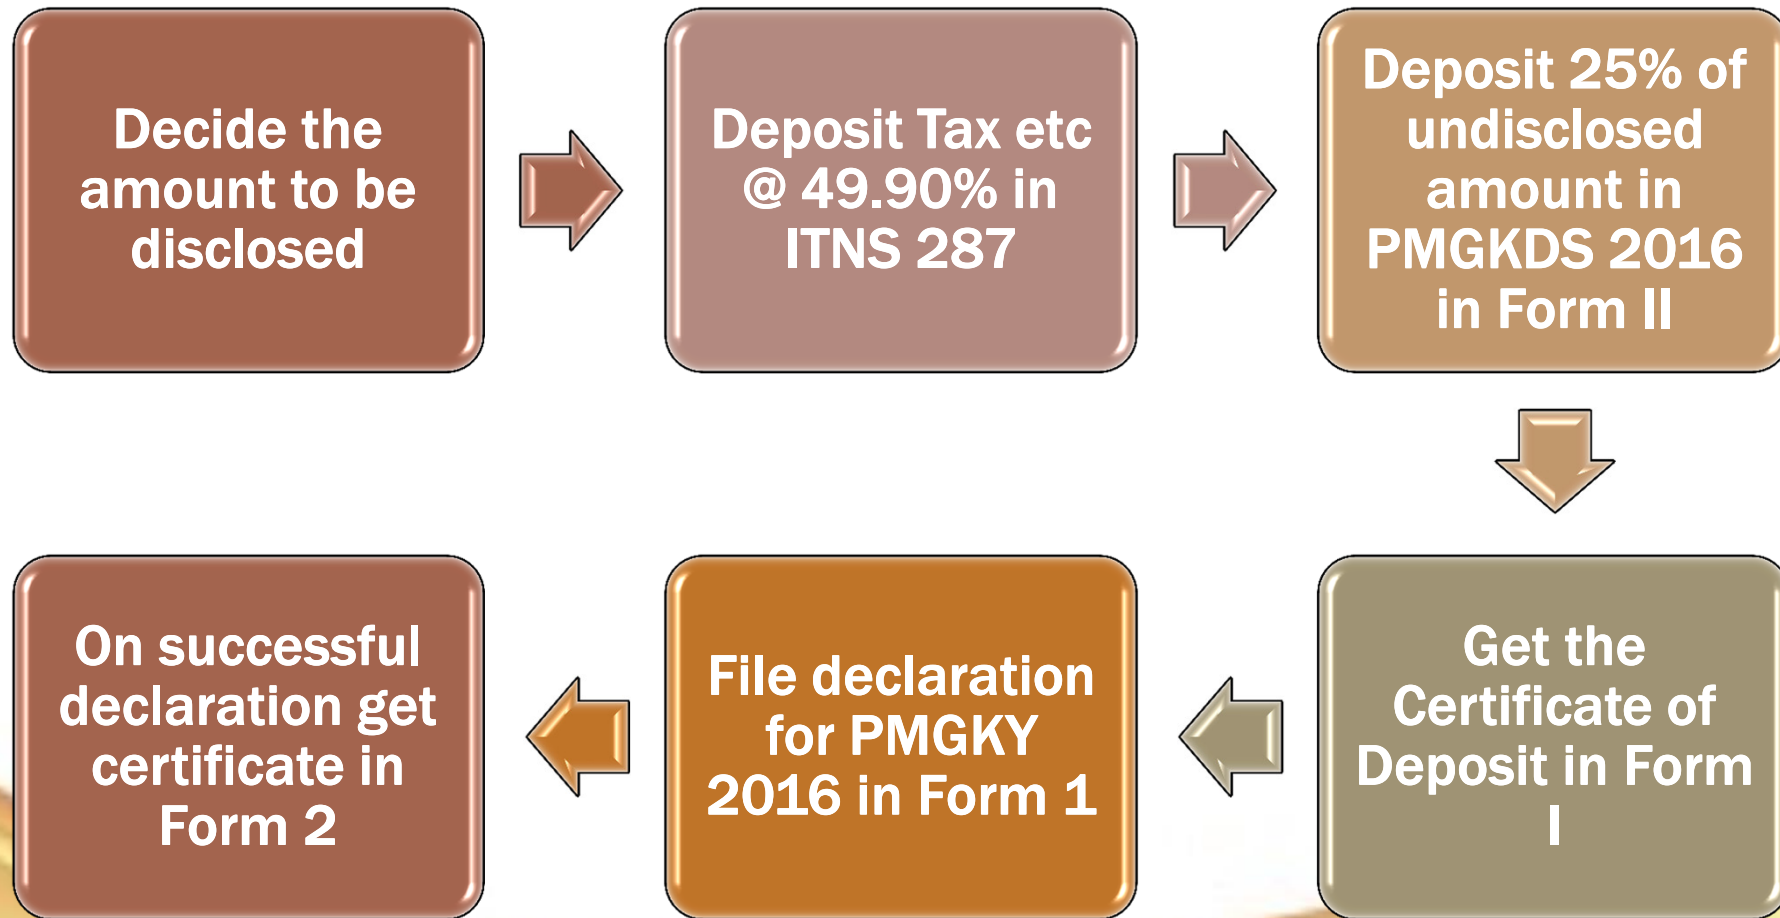 Decide the
amount to be
disclosed
Deposit Tax etc
@ 49.90% in
ITNS 287
Deposit 25% of
undisclosed
amount in
PMGKDS 2016
in Form II
Get the
Certificate of
Deposit in Form
I
File declaration
for PMGKY
2016 in Form 1
On successful
declaration get
certificate in
Form 2